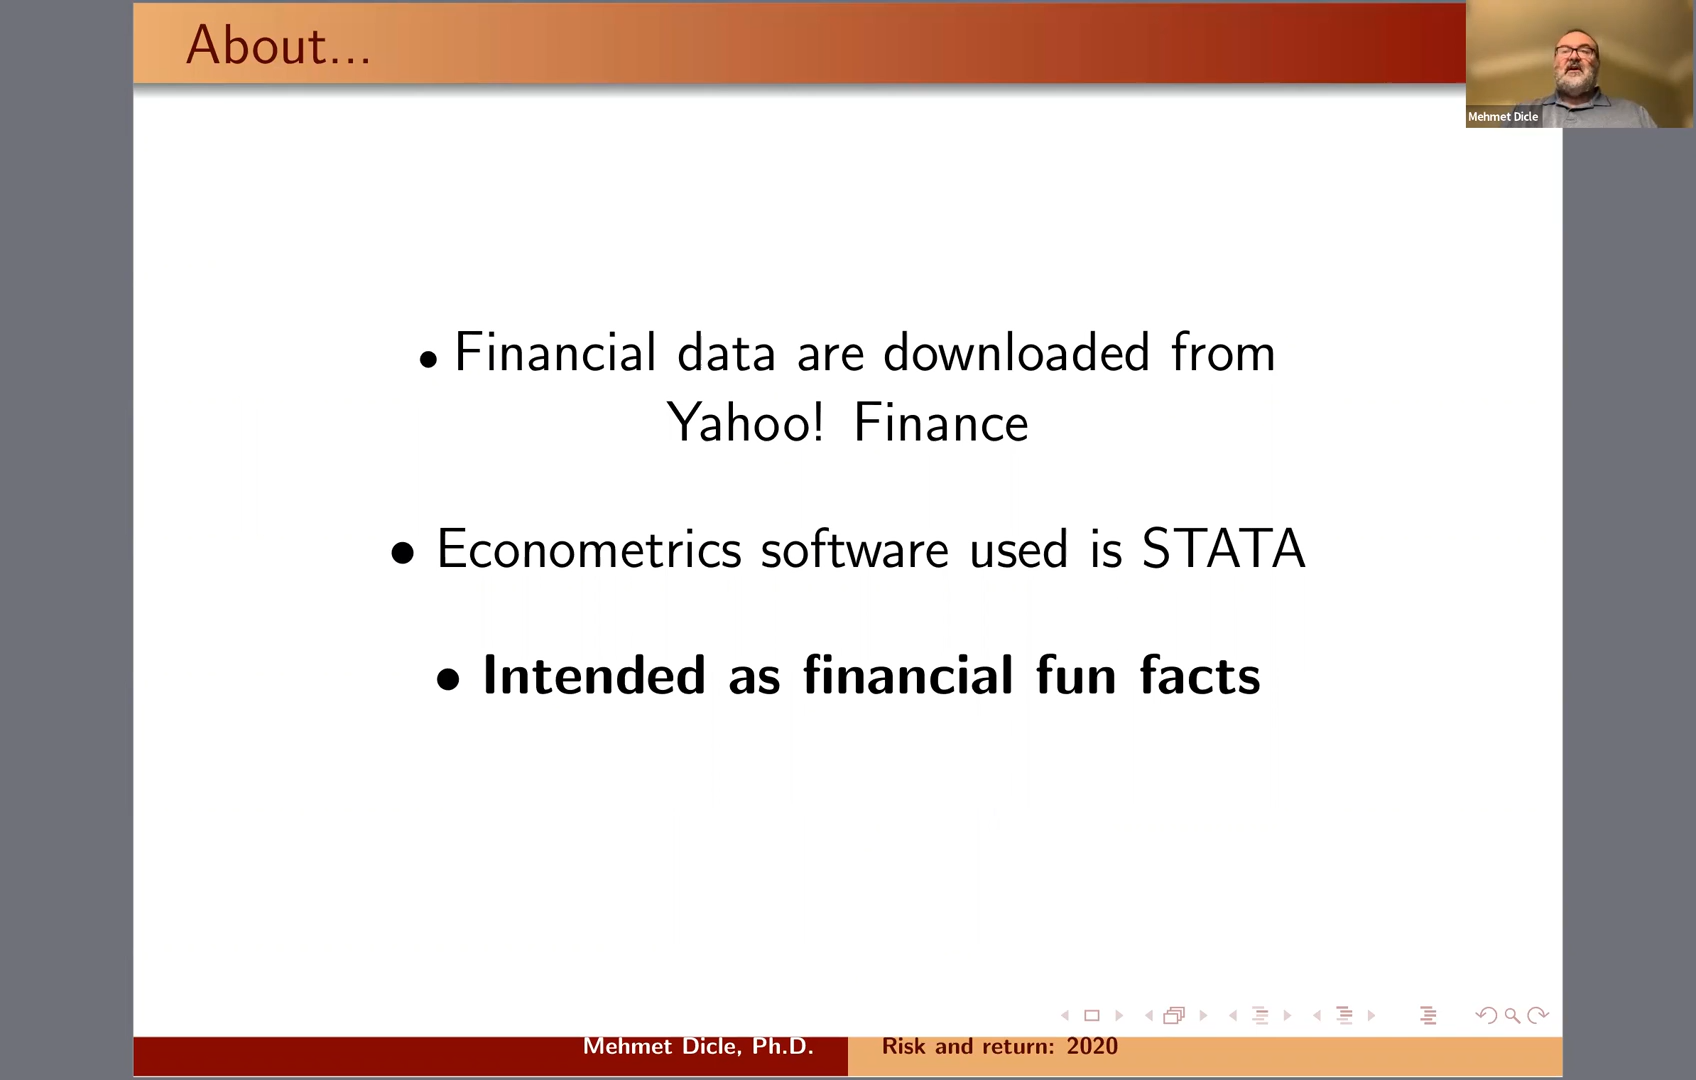 About...
Mehmet Dicle
• Financial data are downloaded from
Yahoo! Finance
• Econometrics software used is STATA
• Intended as financial fun facts
Mehmet Dicle, Ph.D.
Risk and return: 2020